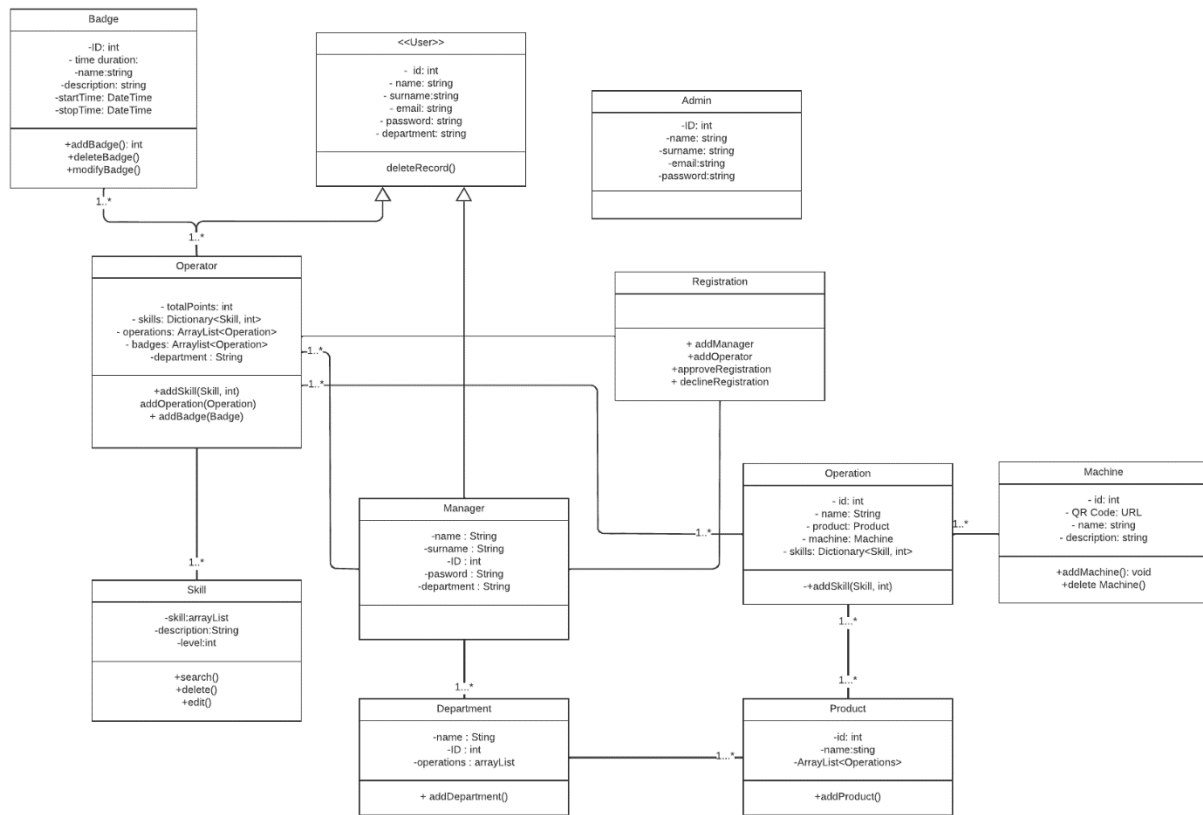 Badge
-ID: int
- time duration:
-name:string
-description: string
-startTime: DateTime
-stopTime: DateTime
+addBadge(): int
+deleteBadge()
+modifyBadge()
1..*
1..*
<<User>>
- id: int
- name: string
- surname:string
- email: string
- password: string
- department: string
deleteRecord()
Admin
-ID: int
-name: string
-surname: string
-email:string
-password:string
Operator
- totalPoints: int
- skills: Dictionary<Skill, int>
- operations: ArrayList<Operation>
- badges: Arraylist<Operation>
-department : String
+addSkill(Skill, int)
addOperation(Operation)
+ addBadge(Badge)
-1..*
-1..*
Registration
+ addManager
+addOperator
+approveRegistration
+ declineRegistration
Manager
-name : String
-surname : String
-ID : int
-pasword : String
-department : String
1...*
Operation
- id: int
- name: String
- product: Product
- machine: Machine
- skills: Dictionary<Skill, int>
-+addSkill(Skill, int)
1..*
Machine
- id: int
- QR Code: URL
- name: string
- description: string
+addMachine(): void
+delete Machine()
1..*
Skill
-skill:arrayList
-description:String
-level:int
+search()
+delete()
+edit()
1...*
1...*
1...*
Department
-name : Sting
-ID : int
-operations : arrayList
+ addDepartment()
-1...*
Product
-id: int
-name:sting
-ArrayList<Operations>
+addProduct()